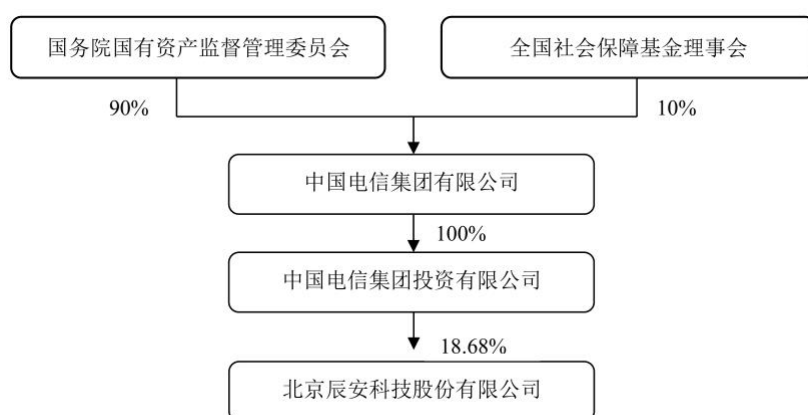 国务院国有资产监督管理委员会
全国社会保障基金理事会
90%
10%
中国电信集团有限公司
100%
中国电信集团投资有限公司
18.68%
北京辰安科技股份有限公司